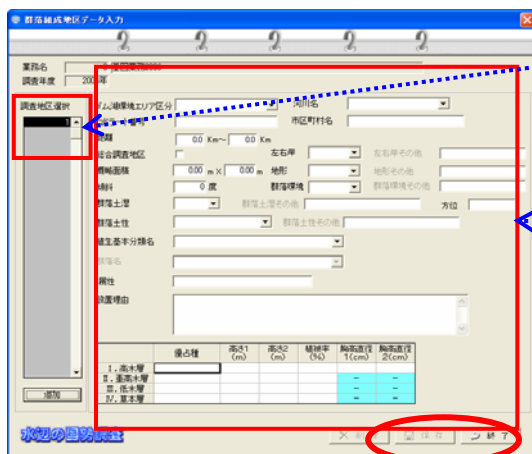 群落組成地区データ入力
業務名
調査年度 200 年
調査地区選択
1
ダム湖環境エリア区分
河川名
市区町村名
距離 0.0 Km～ 0.0 Km
総合調査地区 左右岸 左右岸その他
概略面積 0.00 m X 0.00 m 地形 地形その他
傾斜 0 度 群落環境 群落環境その他
群落土湿 群落土湿その他 方位
群落土性 群落土性その他
植生基本分類名
群落名
属性
設置理由
優占種 高さ1(m) 高さ2(m) 植被率(%) 胸高直径1(cm) 胸高直径2(cm)
I.高木層
II.亜高木層 － －
III.低木層 － －
IV.草本層 － －
追加
水辺の国勢調査
保存 終了